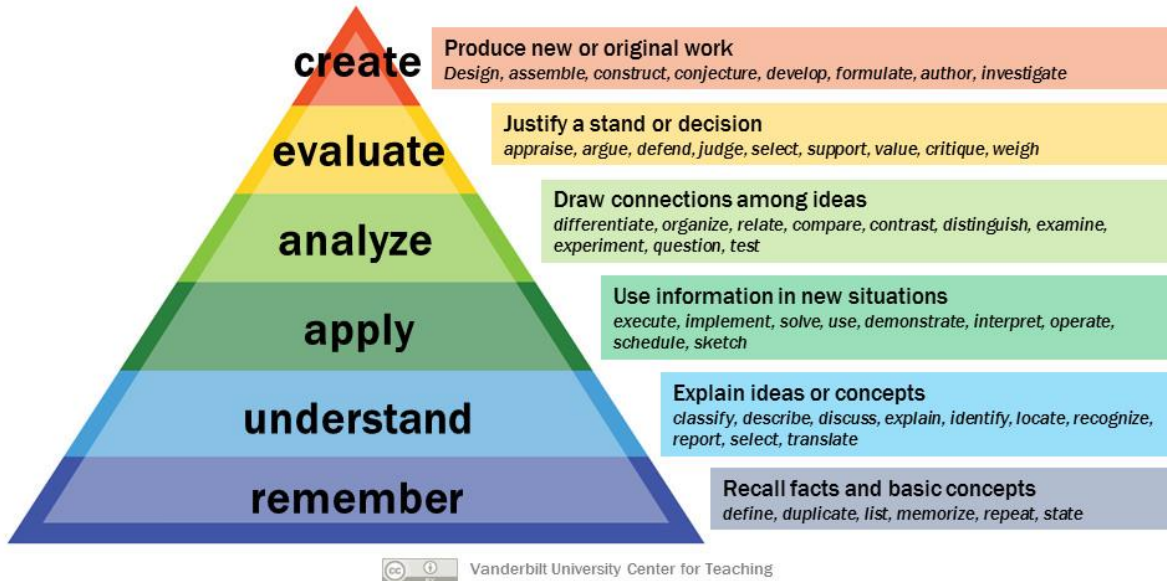 create
Produce new or original work
Design, assemble, construct, conjecture, develop, formulate, author, investigate
evaluate
Justify a stand or decision
appraise, argue, defend, judge, select, support, value, critique, weigh
analyze
Draw connections among ideas
differentiate, organize, relate, compare, contrast, distinguish, examine,
experiment, question, test
apply
Use information in new situations
execute, implement, solve, use, demonstrate, interpret, operate,
schedule, sketch
understand
Explain ideas or concepts
classify, describe, discuss, explain, identify, locate, recognize,
report, select, translate
remember
Recall facts and basic concepts
define, duplicate, list, memorize, repeat, state
cc
Vanderbilt University Center for Teaching